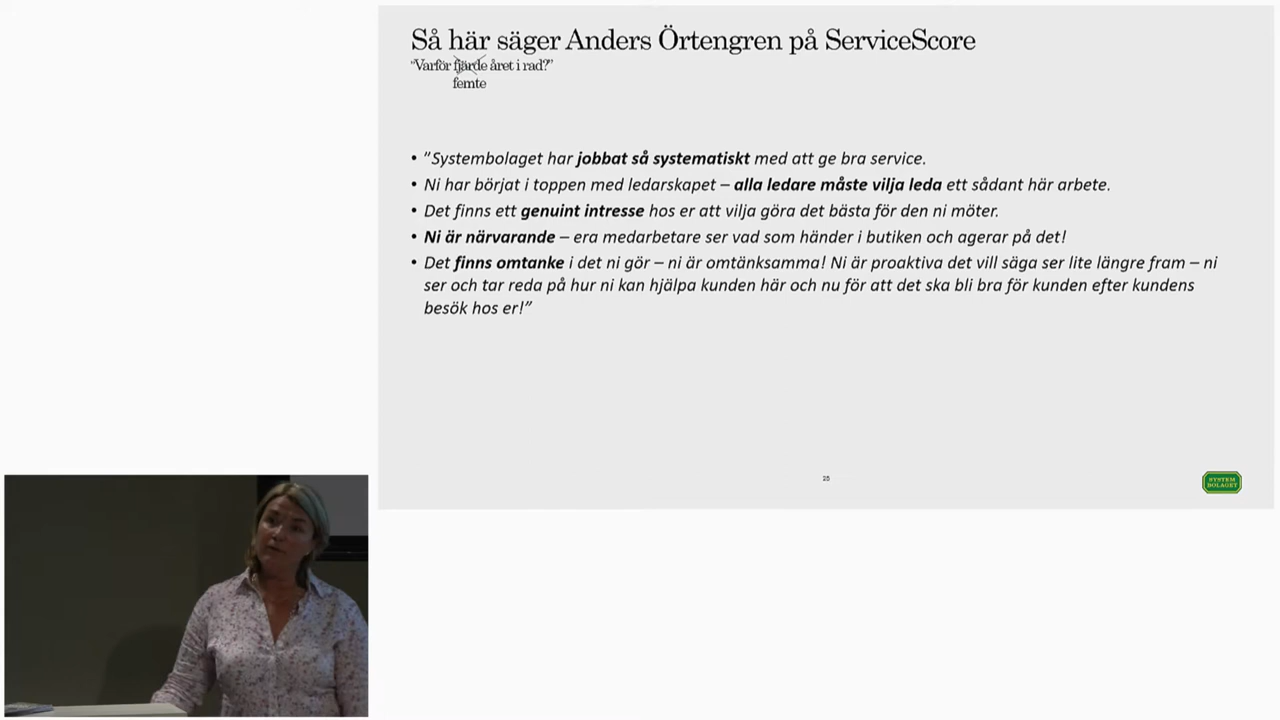 Så här säger Anders Örtengren på ServiceScore
"Varför fjärde året i rad?"
femte
• "Systembolaget har jobbat så systematiskt med att ge bra service.
• Ni har börjat i toppen med ledarskapet – alla ledare måste vilja leda ett sådant här arbete.
• Det finns ett genuint intresse hos er att vilja göra det bästa för den ni möter.
• Ni är närvarande – era medarbetare ser vad som händer i butiken och agerar på det!
• Det finns omtanke i det ni gör – ni är omtänksamma! Ni är proaktiva det vill säga ser lite längre fram – ni
ser och tar reda på hur ni kan hjälpa kunden här och nu för att det ska bli bra för kunden efter kundens
besök hos er!"
25
SYSTEM
BOLAGET